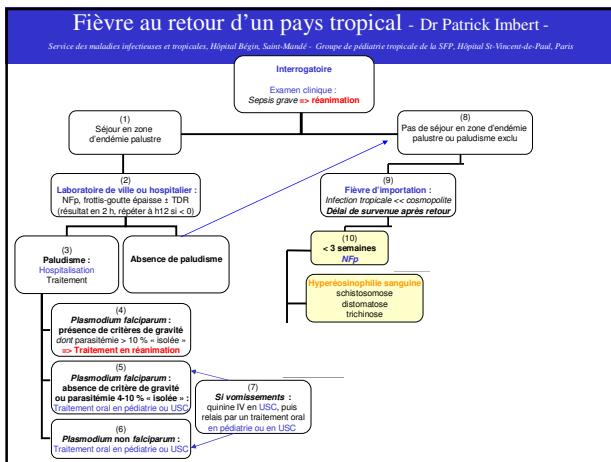 Fièvre au retour d'un pays tropical - Dr Patrick Imbert -
Service des maladies infectieuses et tropicales, Hôpital Bégin, Saint-Mandé - Groupe de pédiatrie tropicale de la SFP, Hôpital St-Vincent-de-Paul, Paris
Interrogatoire
Examen clinique :
Sepsis grave => réanimation
(1)
Séjour en zone
d'endémie palustre
(8)
Pas de séjour en zone d'endémie
palustre ou paludisme exclu
(2)
Laboratoire de ville ou hospitalier :
NFp, frottis-goutte épaisse ± TDR
(résultat en 2 h, répéter à h12 si < 0)
(9)
Fièvre d'importation :
Infection tropicale << cosmopolite
Délai de survenue après retour
(3)
Paludisme :
Hospitalisation
Traitement
Absence de paludisme
(10)
< 3 semaines
NFp
Hyperéosinophilie sanguine
schistosomose
distomatose
trichinose
(4)
Plasmodium falciparum :
présence de critères de gravité
dont parasitémie > 10 % « isolée »
=> Traitement en réanimation
(5)
Plasmodium falciparum :
absence de critère de gravité
ou parasitémie 4-10 % « isolée » :
Traitement oral en pédiatrie ou USC
(7)
Si vomissements :
quinine IV en USC, puis
relais par un traitement oral
en pédiatrie ou en USC
(6)
Plasmodium non falciparum :
Traitement oral en pédiatrie ou USC